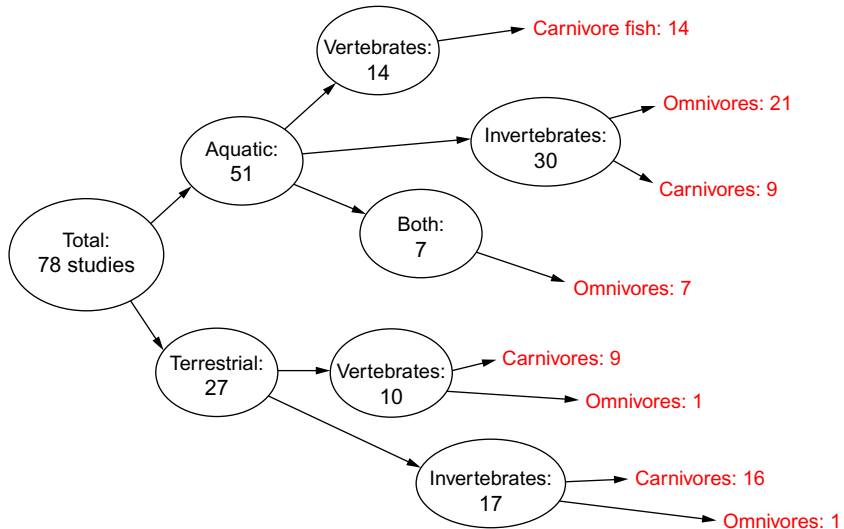 Vertebrates:
14
Carnivore fish: 14
Aquatic:
51
Invertebrates:
30
Omnivores: 21
Carnivores: 9
Both:
7
Omnivores: 7
Total:
78 studies
Terrestrial:
27
Vertebrates:
10
Carnivores: 9
Omnivores: 1
Invertebrates:
17
Carnivores: 16
Omnivores: 1